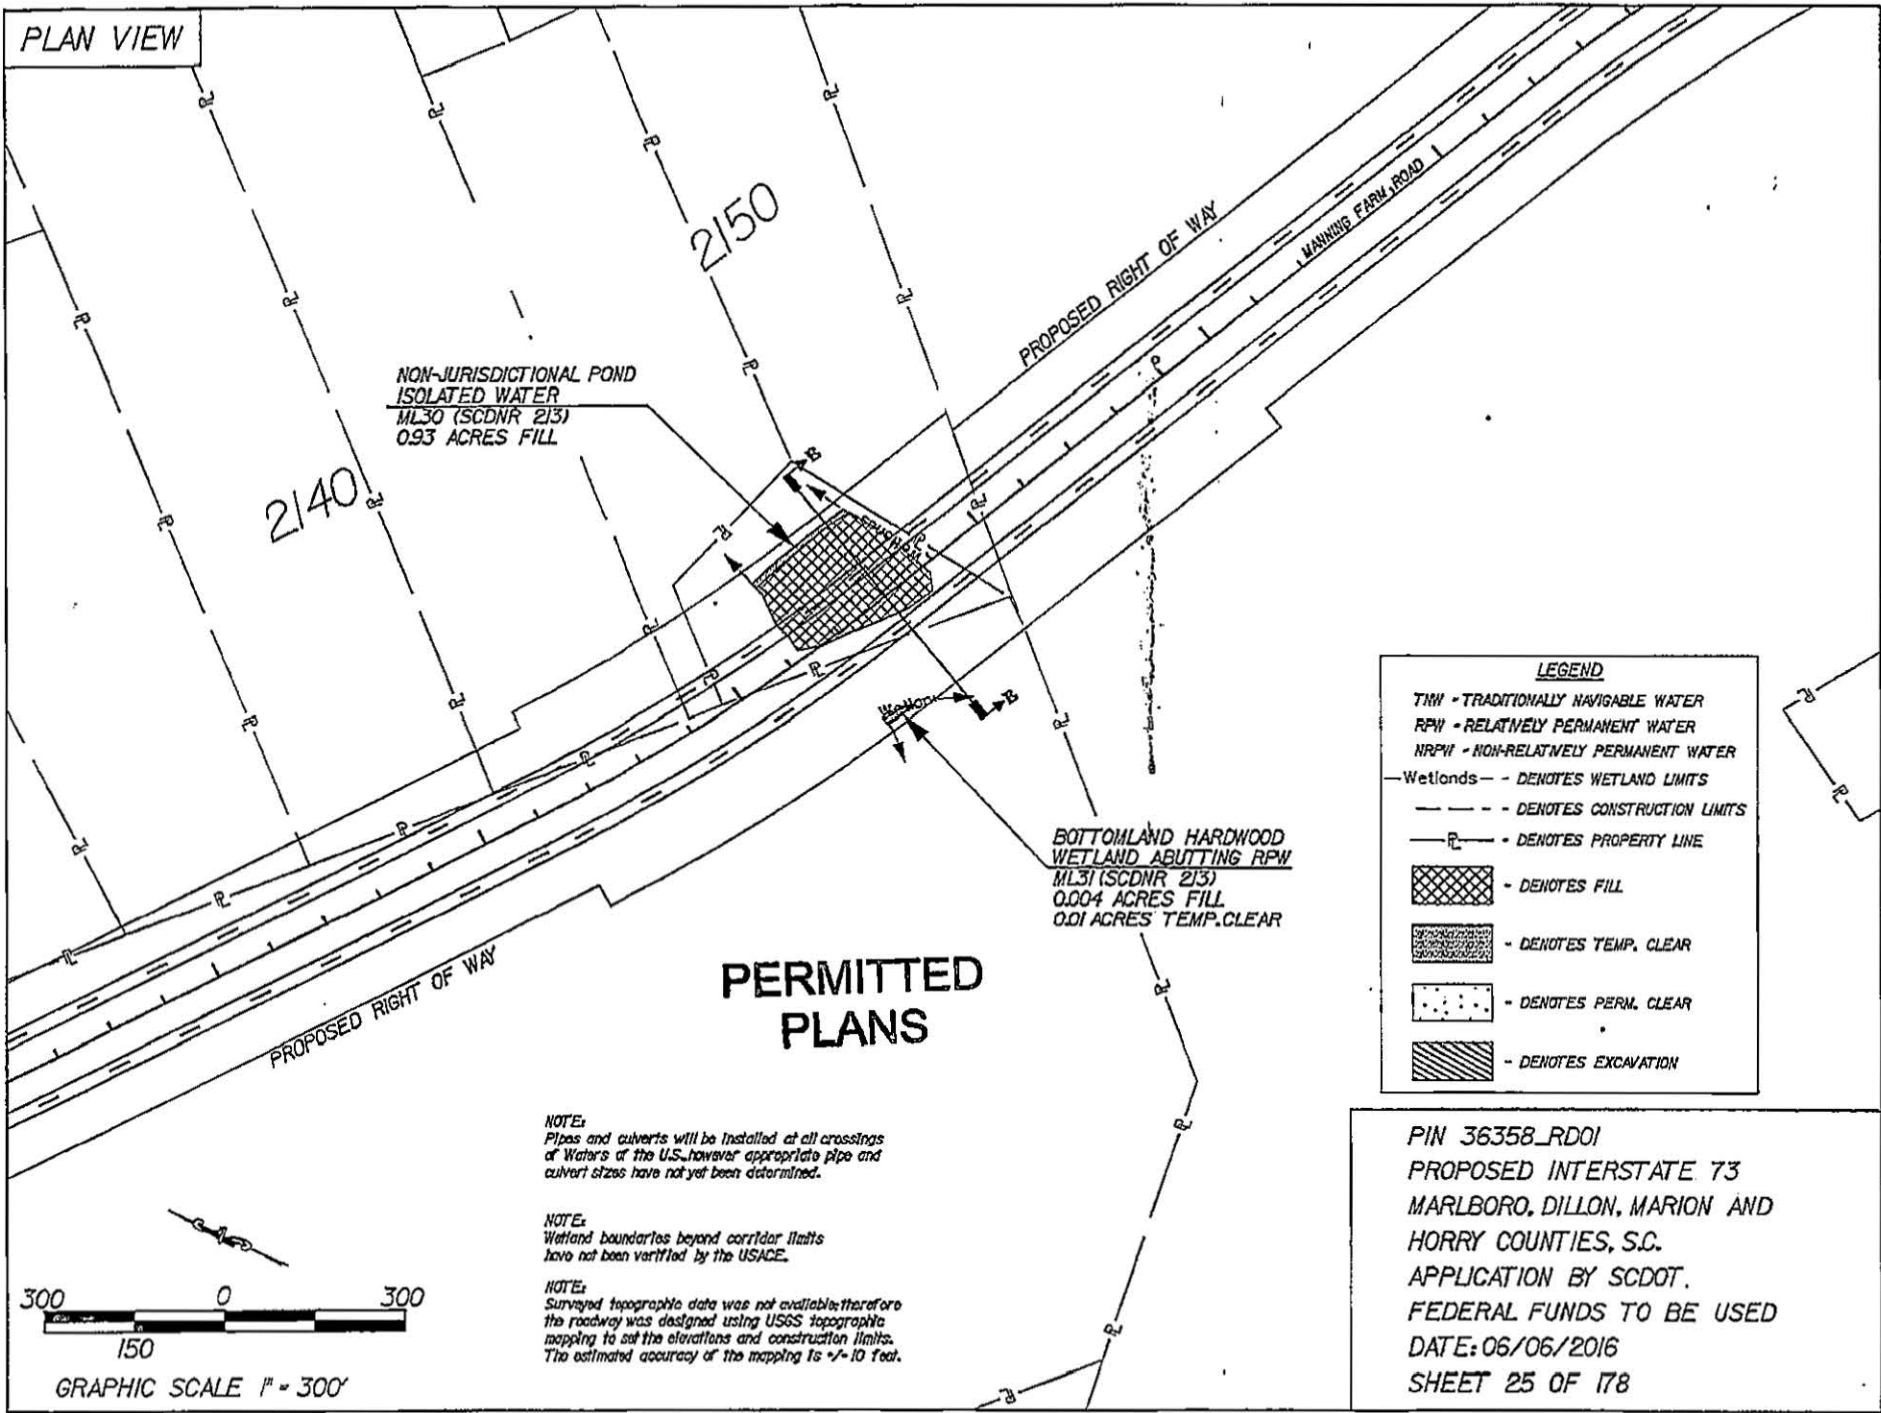 PLAN VIEW
2150
PROPOSED RIGHT OF WAY
MANNING FARM ROAD
NON-JURISDICTIONAL POND
ISOLATED WATER
ML30 (SCDNR 213)
0.93 ACRES FILL
2140
BOTTOMLAND HARDWOOD
WETLAND ABUTTING RPW
ML31 (SCDNR 213)
0.004 ACRES FILL
0.01 ACRES TEMP. CLEAR
PROPOSED RIGHT OF WAY
PERMITTED
PLANS
LEGEND
TNW - TRADITIONALLY NAVIGABLE WATER
RPW - RELATIVELY PERMANENT WATER
NRPW - NON-RELATIVELY PERMANENT WATER
Wetlands - DENOTES WETLAND LIMITS
- DENOTES CONSTRUCTION LIMITS
PL - DENOTES PROPERTY LINE
- DENOTES FILL
- DENOTES TEMP. CLEAR
- DENOTES PERM. CLEAR
- DENOTES EXCAVATION
NOTE:
Pipes and culverts will be installed at all crossings
of Waters of the U.S., however appropriate pipe and
culvert sizes have not yet been determined.
NOTE:
Wetland boundaries beyond corridor limits
have not been verified by the USACE.
NOTE:
Surveyed topographic data was not available; therefore
the roadway was designed using USGS topographic
mapping to set the elevations and construction limits.
The estimated accuracy of the mapping is +/- 10 feet.
300 0 300
150
GRAPHIC SCALE 1" = 300'
PIN 36358_RD01
PROPOSED INTERSTATE 73
MARLBORO, DILLON, MARION AND
HORRY COUNTIES, S.C.
APPLICATION BY SCDOT.
FEDERAL FUNDS TO BE USED
DATE: 06/06/2016
SHEET 25 OF 178